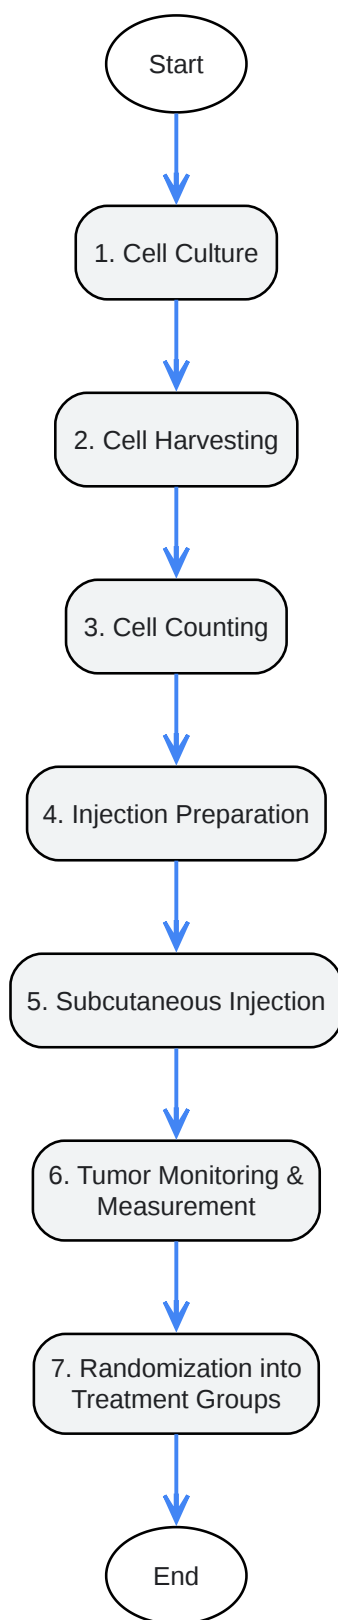 Start
1. Cell Culture
2. Cell Harvesting
3. Cell Counting
4. Injection Preparation
5. Subcutaneous Injection
6. Tumor Monitoring &
Measurement
7. Randomization into
Treatment Groups
End